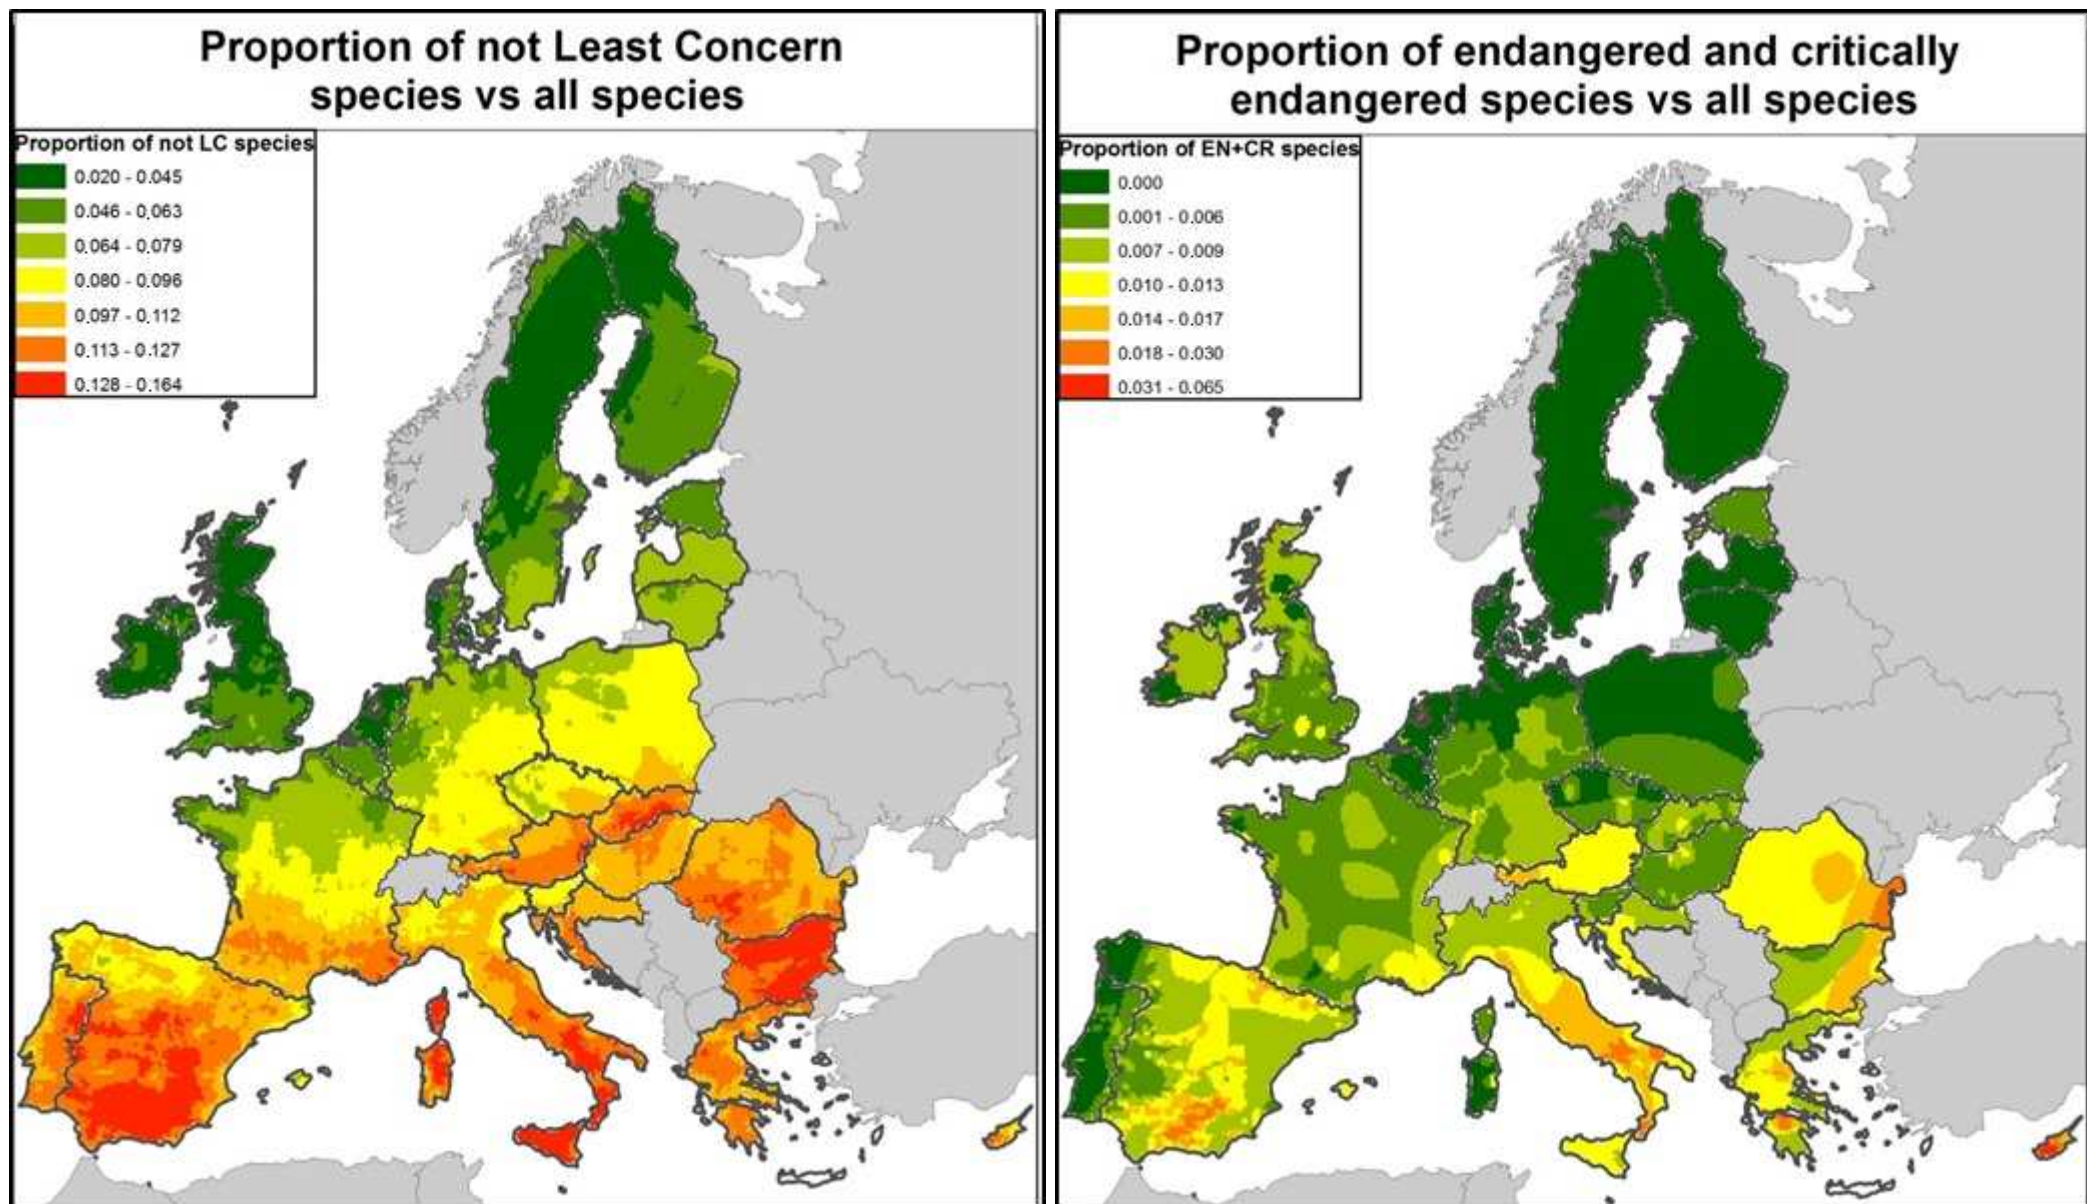 Proportion of not Least Concern
species vs all species
Proportion of not LC species
0.020 - 0.045
0.046 - 0.063
0.064 - 0.079
0.080 - 0.096
0.097 - 0.112
0.113 - 0.127
0.128 - 0.164
Proportion of endangered and critically
endangered species vs all species
Proportion of EN+CR species
0.000
0.001 - 0.006
0.007 - 0.009
0.010 - 0.013
0.014 - 0.017
0.018 - 0.030
0.031 - 0.065